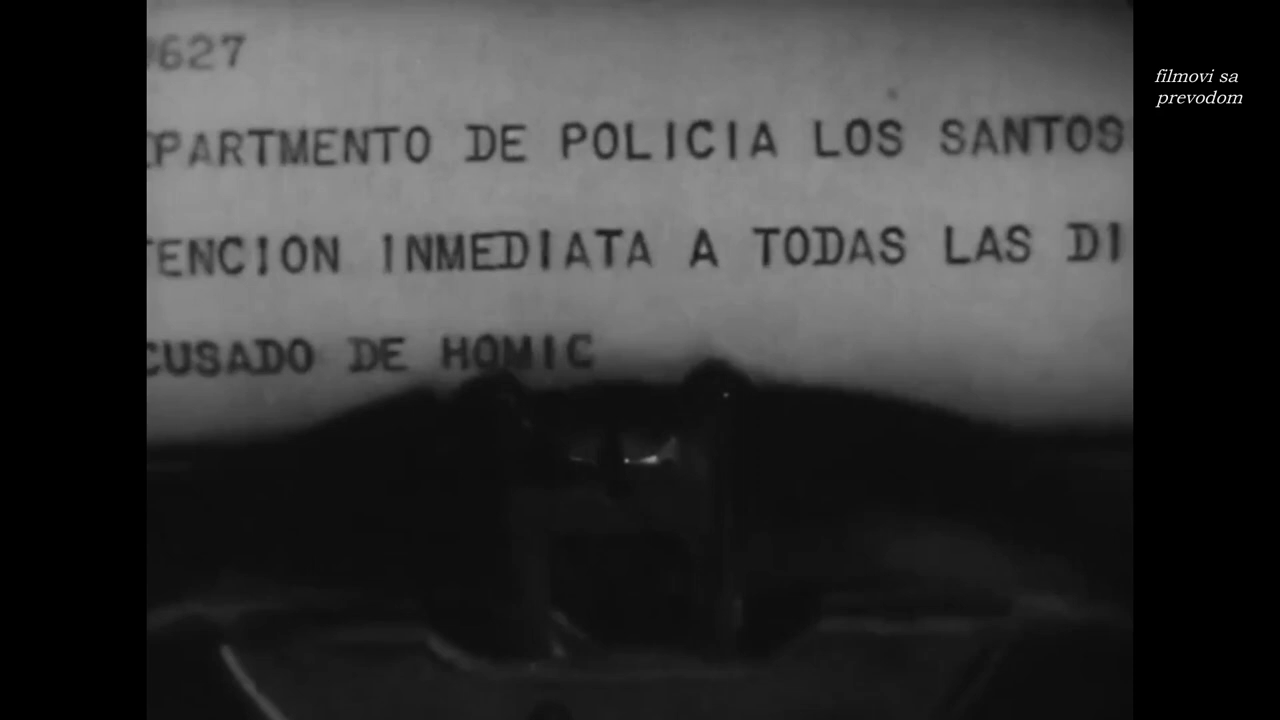 627
PARTMENTO DE POLICIA LOS SANTOS
TENCION INMEDIATA A TODAS LAS DI
CUSADO DE HOMIC
filmovi sa
prevodom